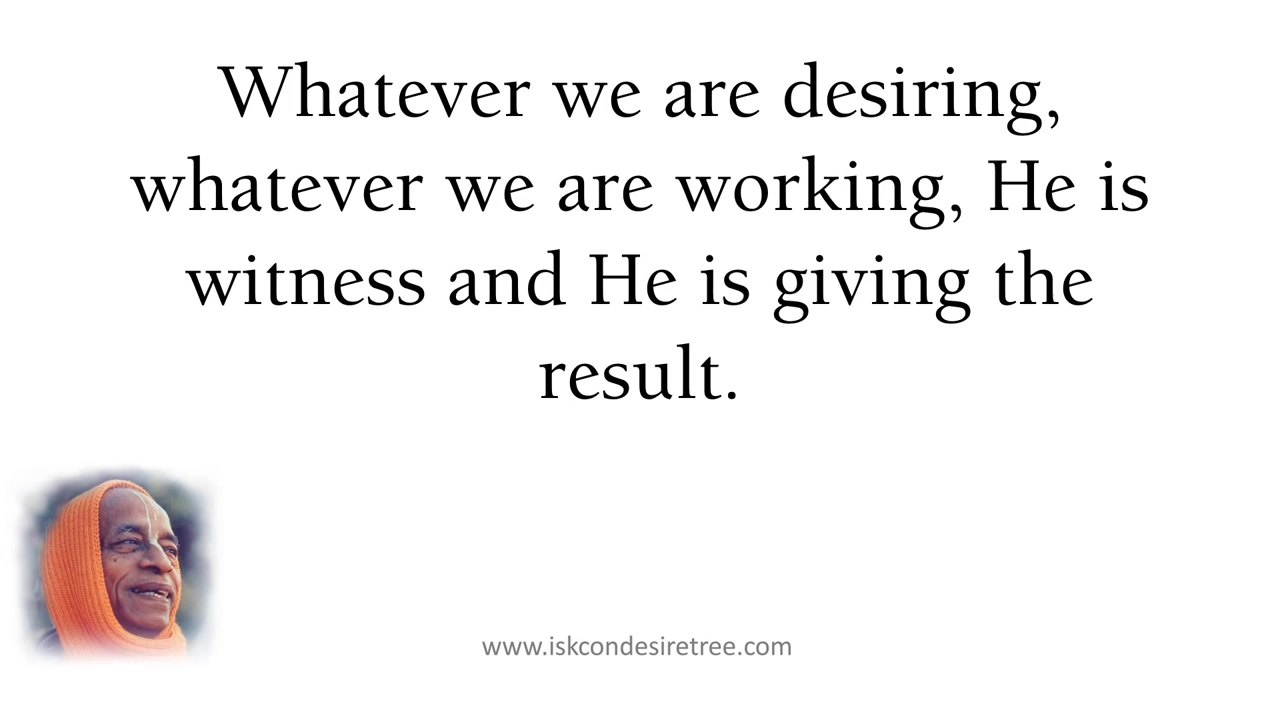 Whatever we are desiring,
whatever we are working, He is
witness and He is giving the
result.
www.iskcondesiretree.com